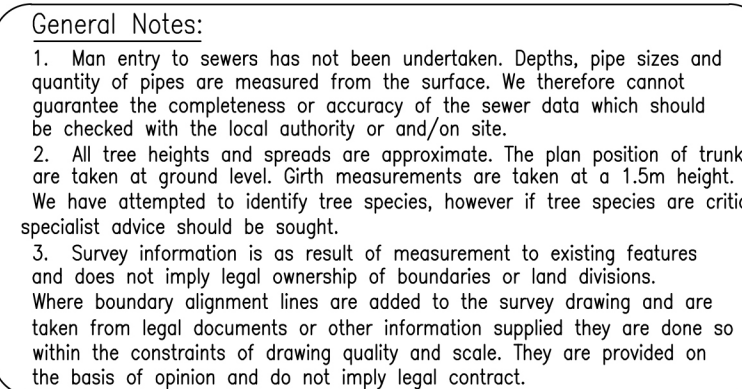 General Notes:
1. Man entry to sewers has not been undertaken. Depths, pipe sizes and
quantity of pipes are measured from the surface. We therefore cannot
guarantee the completeness or accuracy of the sewer data which should
be checked with the local authority or and/on site.
2. All tree heights and spreads are approximate. The plan position of trunk
are taken at ground level. Girth measurements are taken at a 1.5m height.
We have attempted to identify tree species, however if tree species are critic
specialist advice should be sought.
3. Survey information is as result of measurement to existing features
and does not imply legal ownership of boundaries or land divisions.
Where boundary alignment lines are added to the survey drawing and are
taken from legal documents or other information supplied they are done so
within the constraints of drawing quality and scale. They are provided on
the basis of opinion and do not imply legal contract.